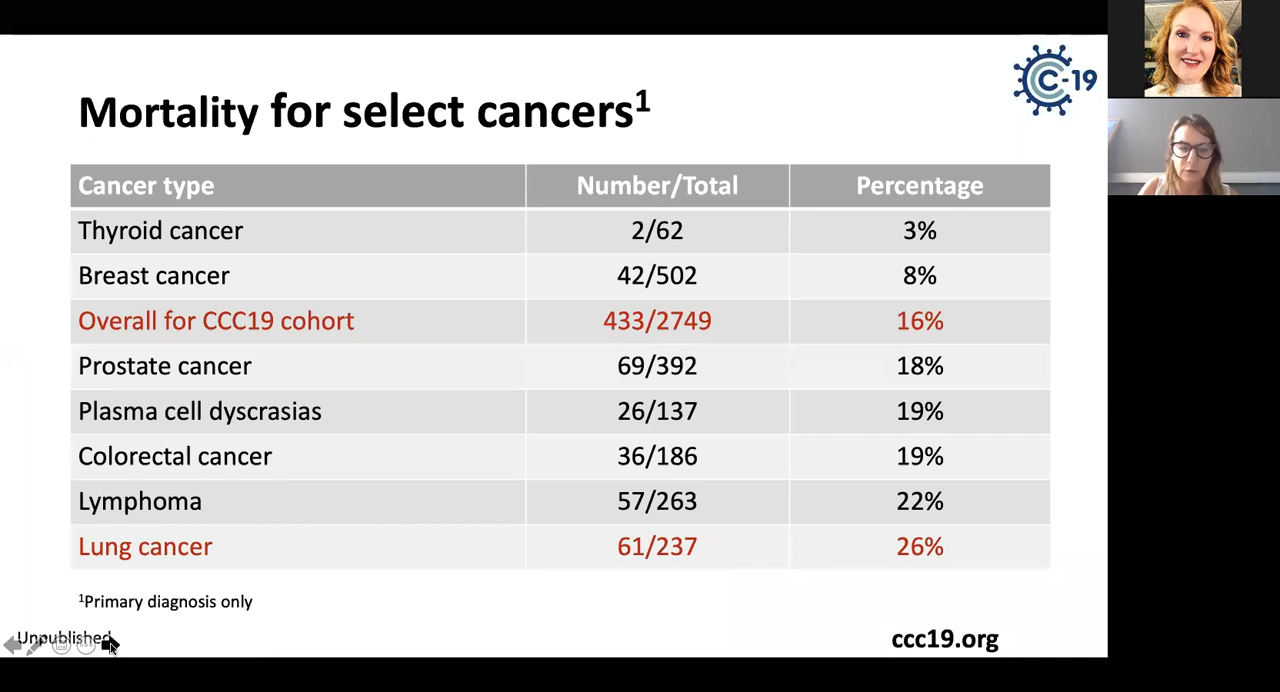 C-19
Mortality for select cancers¹
Cancer type Number/Total Percentage
Thyroid cancer 2/62 3%
Breast cancer 42/502 8%
Overall for CCC19 cohort 433/2749 16%
Prostate cancer 69/392 18%
Plasma cell dyscrasias 26/137 19%
Colorectal cancer 36/186 19%
Lymphoma 57/263 22%
Lung cancer 61/237 26%
¹Primary diagnosis only
Unpublished
ccc19.org